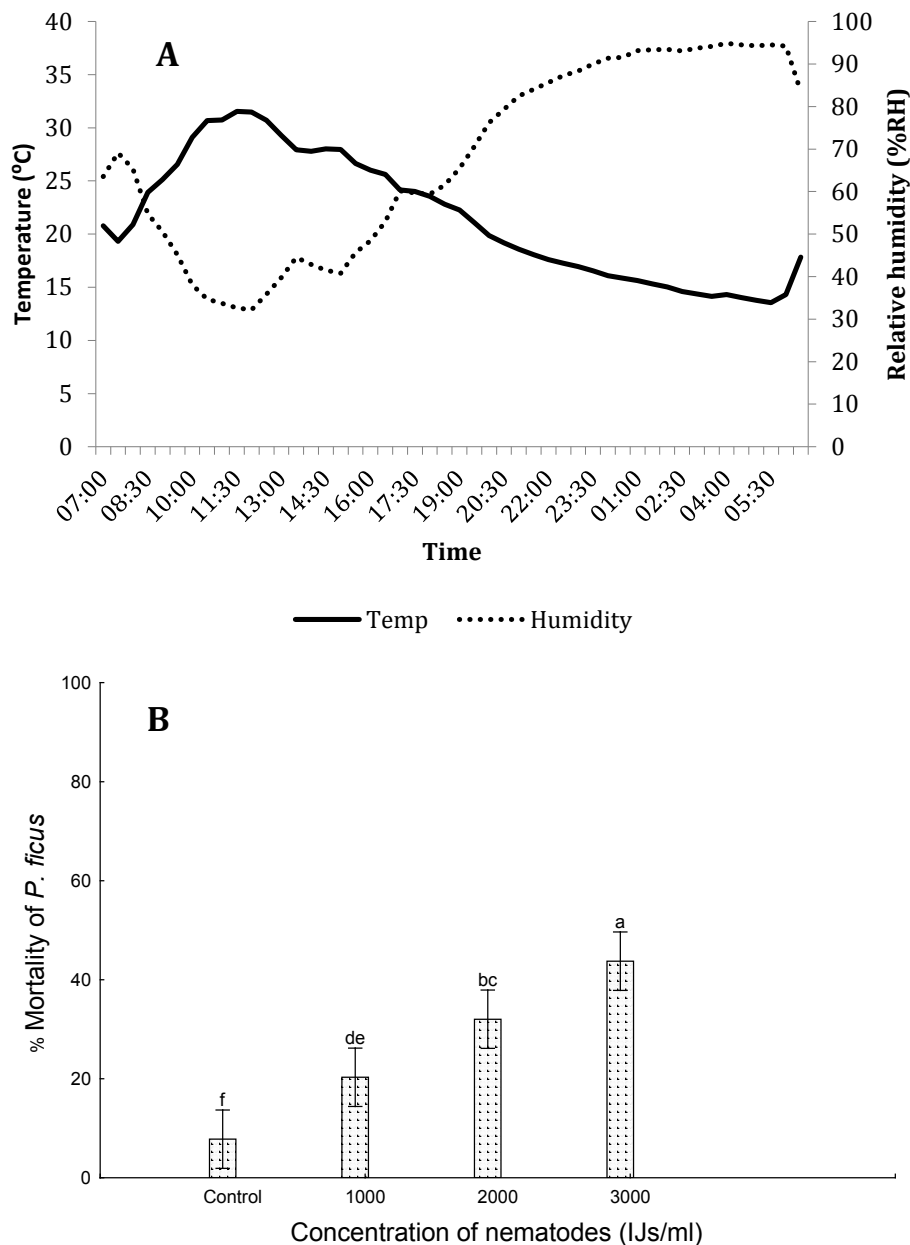 A
40
35
30
25
20
15
10
5
0
Temperature (⁰C)
100
90
80
70
60
50
40
30
20
10
0
Relative humidity (%RH)
07:00 08:30 10:00 11:30 13:00 14:30 16:00 17:30 19:00 20:30 22:00 23:30 01:00 02:30 04:00 05:30
Time
Temp Humidity
B
100
80
60
40
20
0
% Mortality of P. ficus
f
de
bc
a
Control 1000 2000 3000
Concentration of nematodes (IJs/ml)